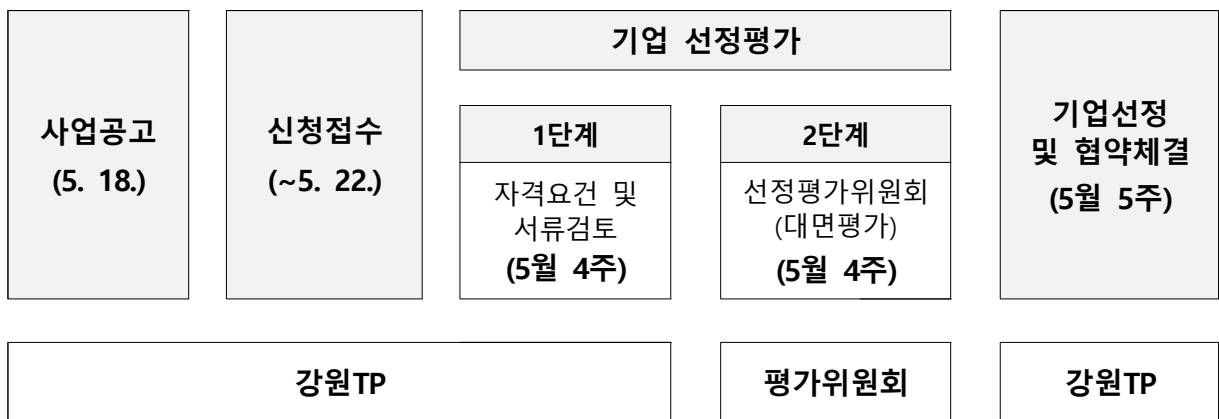 사업공고
(5. 18.)
신청접수
(~5. 22.)
기업 선정평가
1단계
자격요건 및
서류검토
(5월 4주)
2단계
선정평가위원회
(대면평가)
(5월 4주)
기업선정
및 협약체결
(5월 5주)
강원TP
평가위원회
강원TP